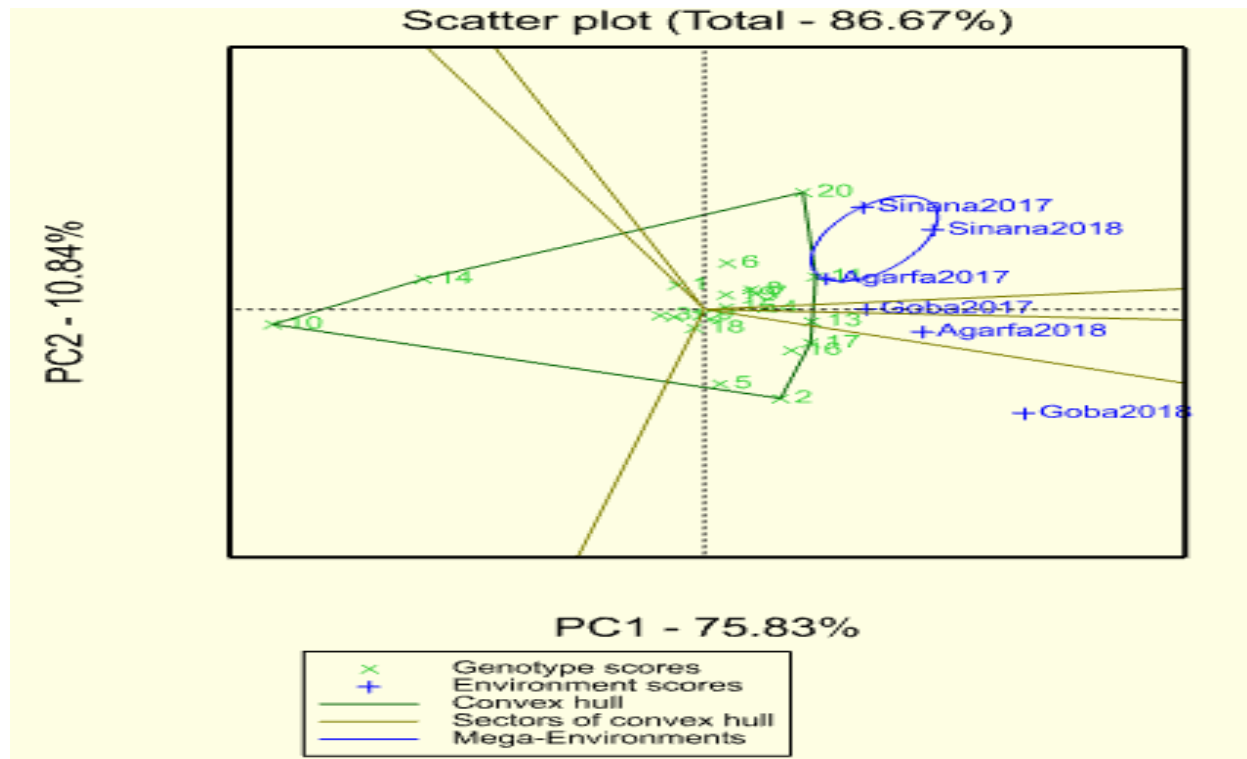 Scatter plot (Total - 86.67%)
PC2 - 10.84%
20
Sinana2017
Sinana2018
6
14
1
11
Agarfa2017
Goba2017
10
13
18
Agarfa2018
17
16
5
2
Goba2018
PC1 - 75.83%
Genotype scores
Environment scores
Convex hull
Sectors of convex hull
Mega-Environments